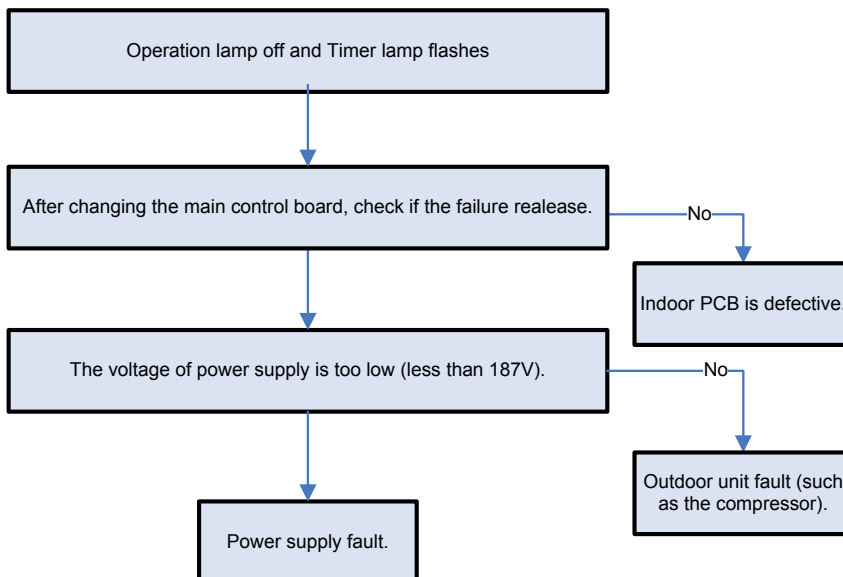 Operation lamp off and Timer lamp flashes
After changing the main control board, check if the failure realease.
No
Indoor PCB is defective.
The voltage of power supply is too low (less than 187V).
No
Outdoor unit fault (such
as the compressor).
Power supply fault.